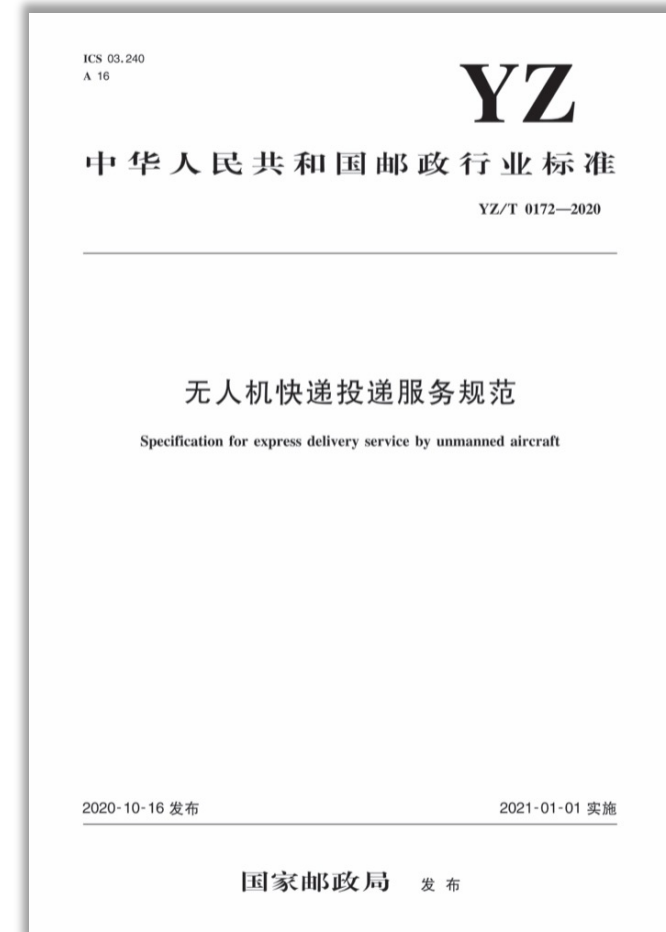 ICS 03.240
A 16
YZ
中华人民共和国邮政行业标准
YZ/T 0172—2020
无人机快递投递服务规范
Specification for express delivery service by unmanned aircraft
2020-10-16 发布
2021-01-01 实施
国家邮政局 发布